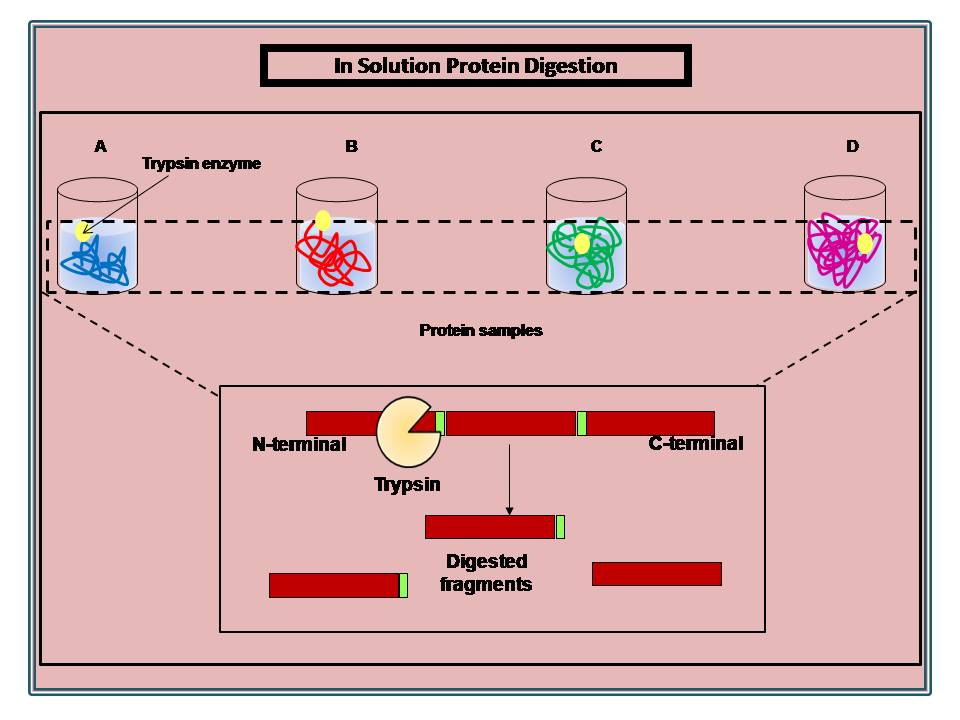 In Solution Protein Digestion
A
B
C
D
Trypsin enzyme
Protein samples
N-terminal
C-terminal
Trypsin
Digested
fragments